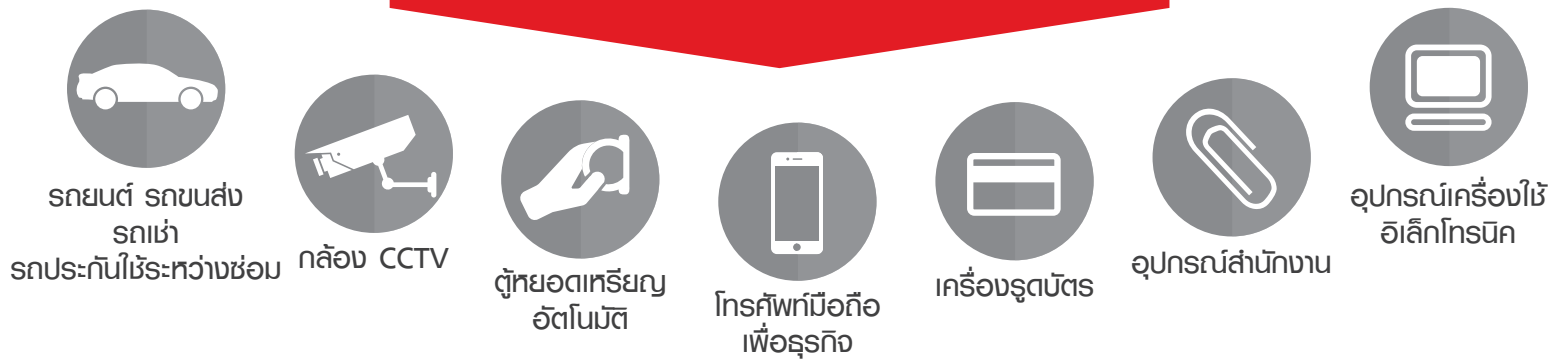 รถยนต์ รถขนส่ง
รถเช่า
รถประกันใช้ระหว่างซ่อม
กล้อง CCTV
ตู้หยอดเหรียญ
อัตโนมัติ
โทรศัพท์มือถือ
เพื่อธุรกิจ
เครื่องรูดบัตร
อุปกรณ์สำนักงาน
อุปกรณ์เครื่องใช้
อิเล็กโทรนิค